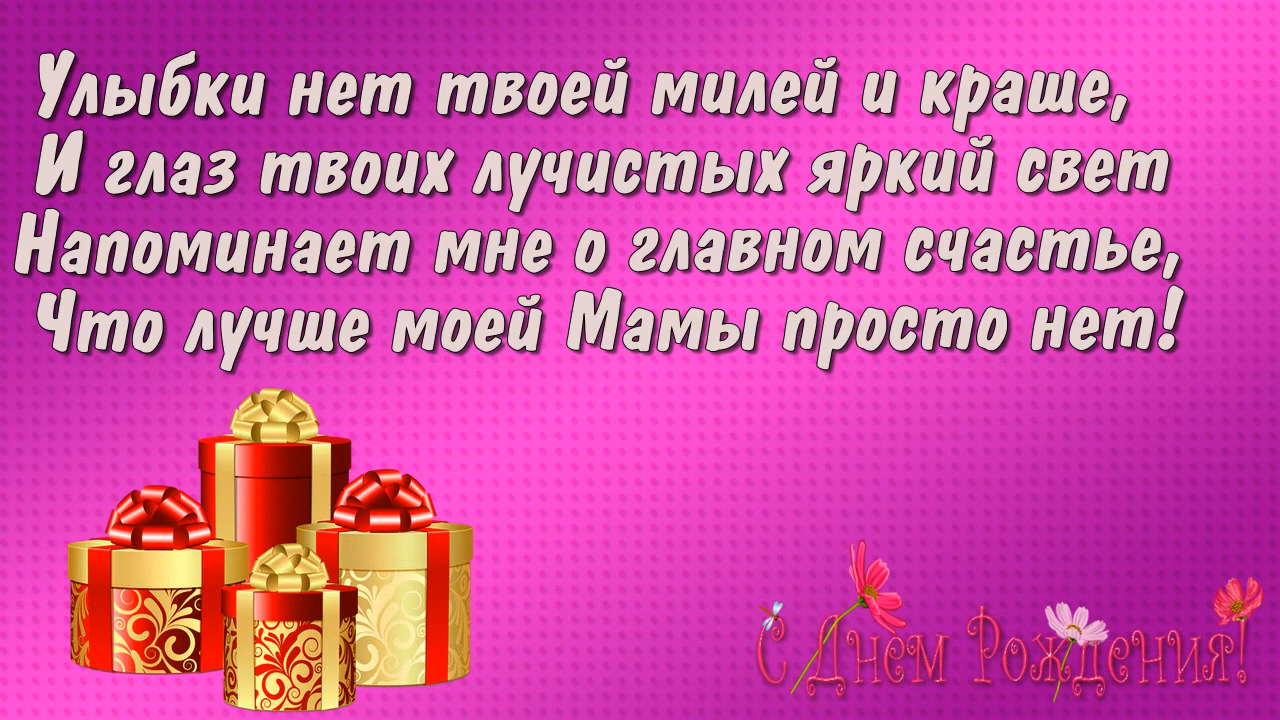 Улыбки нет твоей милей и краше,
И глаз твоих лучистых яркий свет
Напоминает мне о главном счастье,
Что лучше моей Мамы просто нет!
С Днём Рождения!